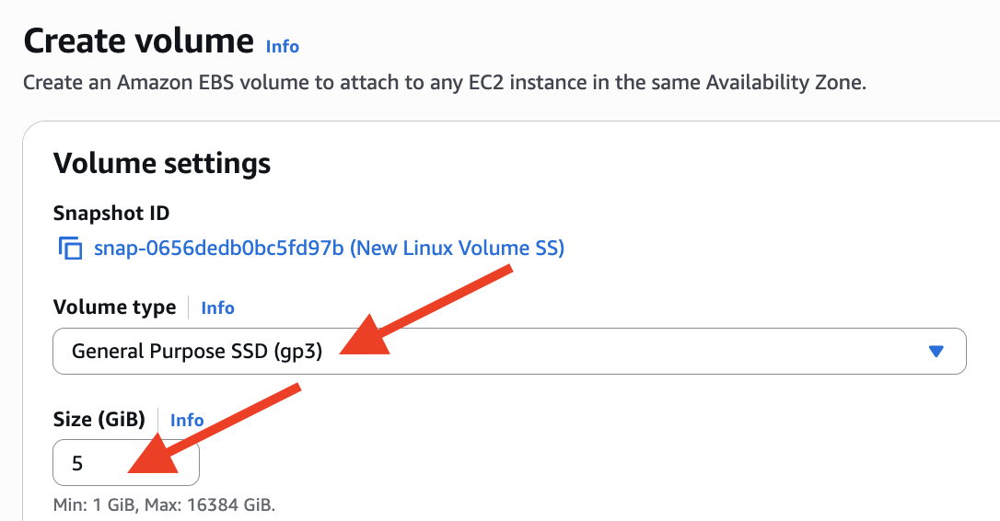 Create volume Info
Create an Amazon EBS volume to attach to any EC2 instance in the same Availability Zone.
Volume settings
Snapshot ID
snap-0656dedb0bc5fd97b (New Linux Volume SS)
Volume type Info
General Purpose SSD (gp3)
Size (GiB) Info
5
Min: 1 GiB, Max: 16384 GiB.